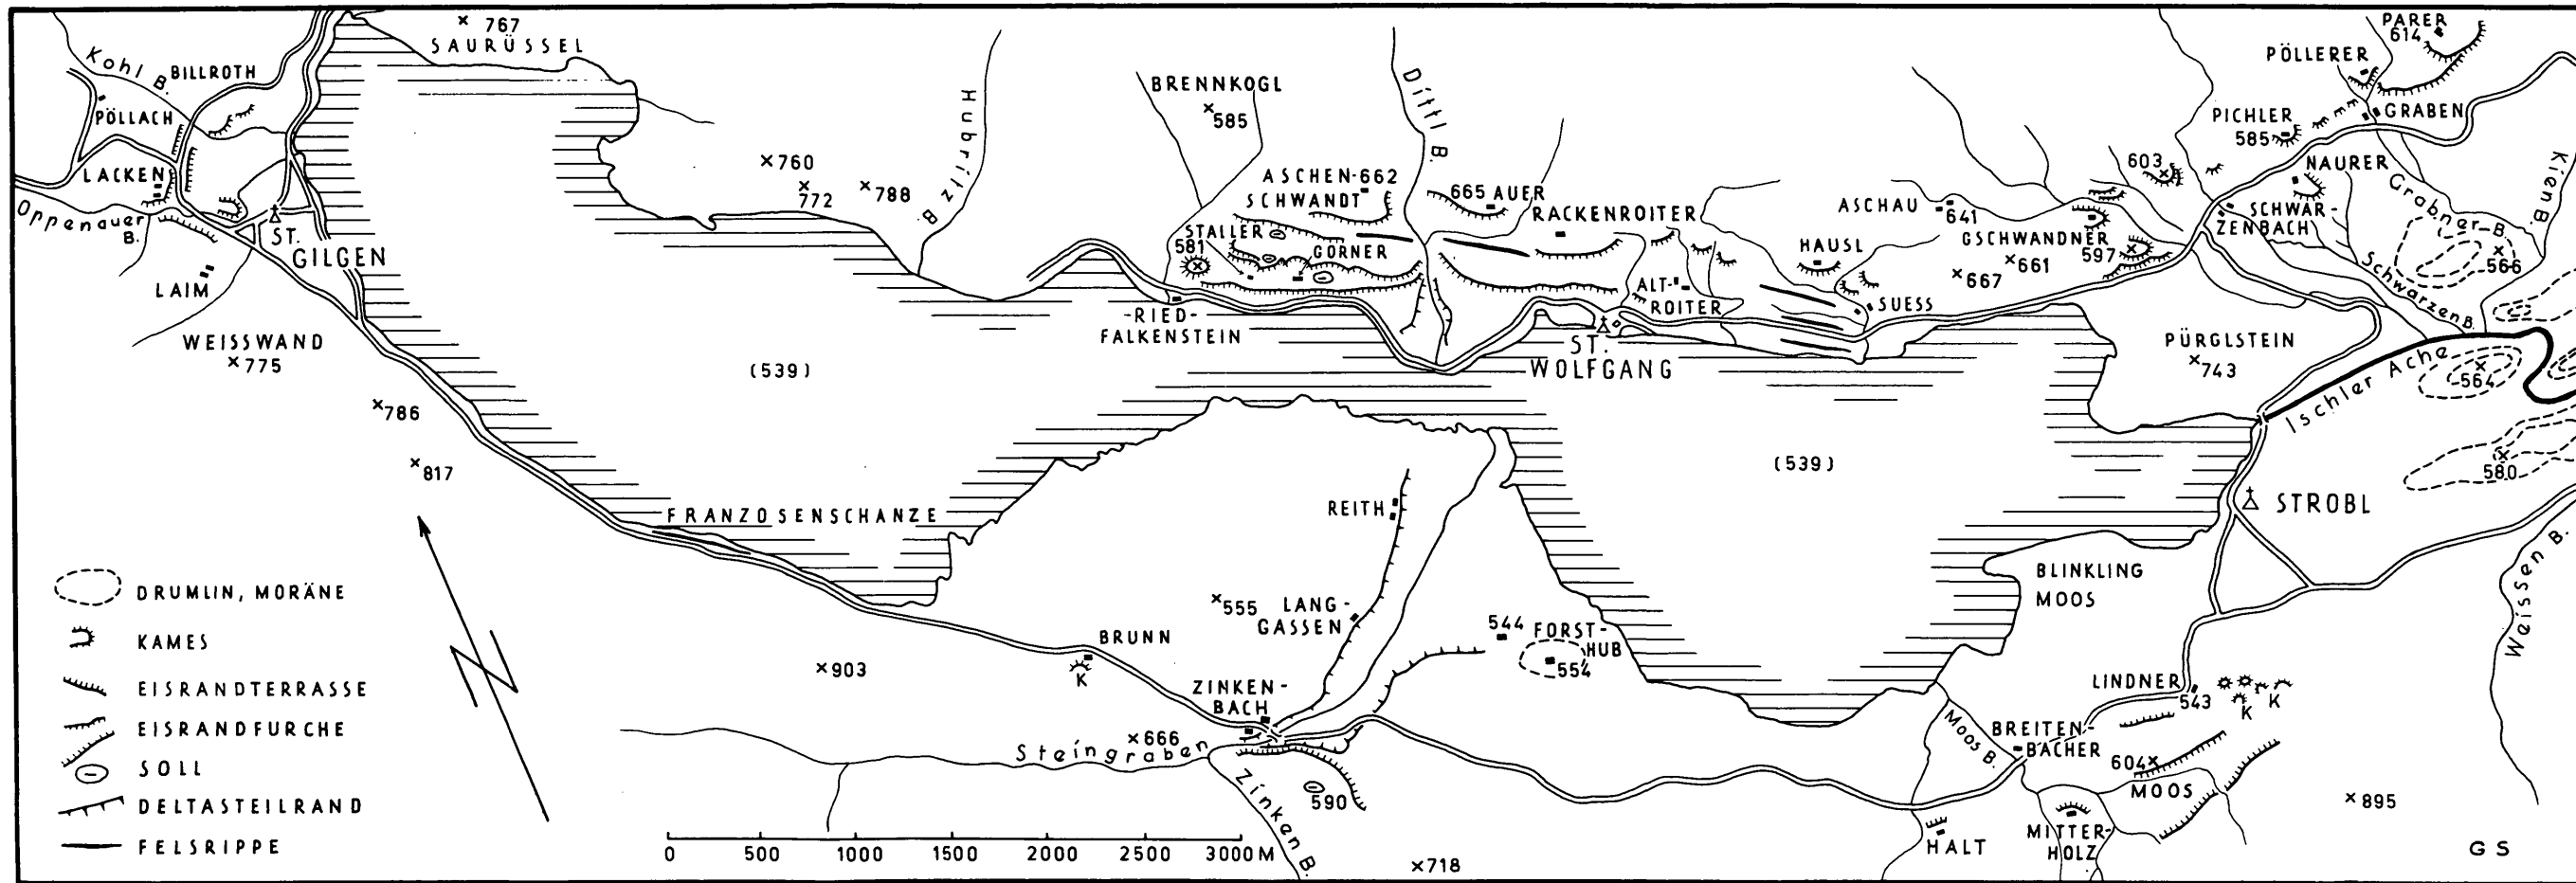 767
SAURÜSSEL
Kohl B.
BILLROTH
PÖLLACH
LACKEN
Oppenauer
B.
ST.
GILGEN
LAIM
WEISSWAND
775
786
817
760
772
788
Hubritz B.
(539)
FRANZOSENSCHANZE
BRENNKOGL
585
Dittl B.
ASCHEN-
662
SCHWANDT
665 AUER
RACKENROITER
STALLER
581
GÖRNER
-RIED-
FALKENSTEIN
ALT-
ROITER
ST.
WOLFGANG
HAUSL
SUESS
ASCHAU
641
GSCHWANDNER
597
667
661
603
PARER
614
PÖLLERER
GRABEN
PICHLER
585
NAURER
SCHWAR-
ZENBACH
Grabner B.
Kien B.
566
Schwarzen B.
PÜRGLSTEIN
743
Ischler Ache
564
580
(539)
STROBL
BLINKLING
MOOS
Weissen B.
REITH
LANG-
GASSEN
555
544
FORST-
HUB
554
BRUNN
K
903
ZINKEN-
BACH
666
Steingraben
Zinken B.
590
718
LINDNER
543
K
K
Moos B.
BREITEN-
BACHER
604
MOOS
895
HALT
MITTER-
HOLZ
DRUMLIN, MORÄNE
KAMES
EISRANDTERRASSE
EISRANDFURCHE
SOLL
DELTASTEILRAND
FELSRIPPE
0 500 1000 1500 2000 2500 3000 M
GS